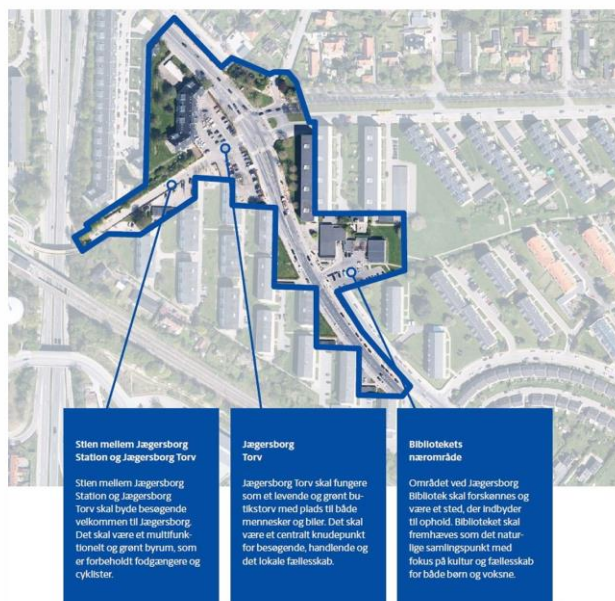 Stien mellem Jægersborg
Station og Jægersborg Torv
Stien mellem Jægersborg
Station og Jægersborg
Torv skal byde besøgende
velkommen til Jægersborg.
Det skal være et multifunk-
tionelt og grønt byrum, som
er forbeholdt fodgængere og
cyklister.
Jægersborg
Torv
Jægersborg Torv skal fungere
som et levende og grønt bu-
tikstorv med plads til både
mennesker og biler. Det skal
være et centralt knudepunkt
for besøgende, handlende og
det lokale fællesskab.
Bibliotekets
nærområde
Området ved Jægersborg
Bibliotek skal forskønnes og
være et sted, der indbyder
til ophold. Biblioteket skal
fremhæves som det natur-
lige samlingspunkt med
fokus på kultur og fællesskab
for både børn og voksne.